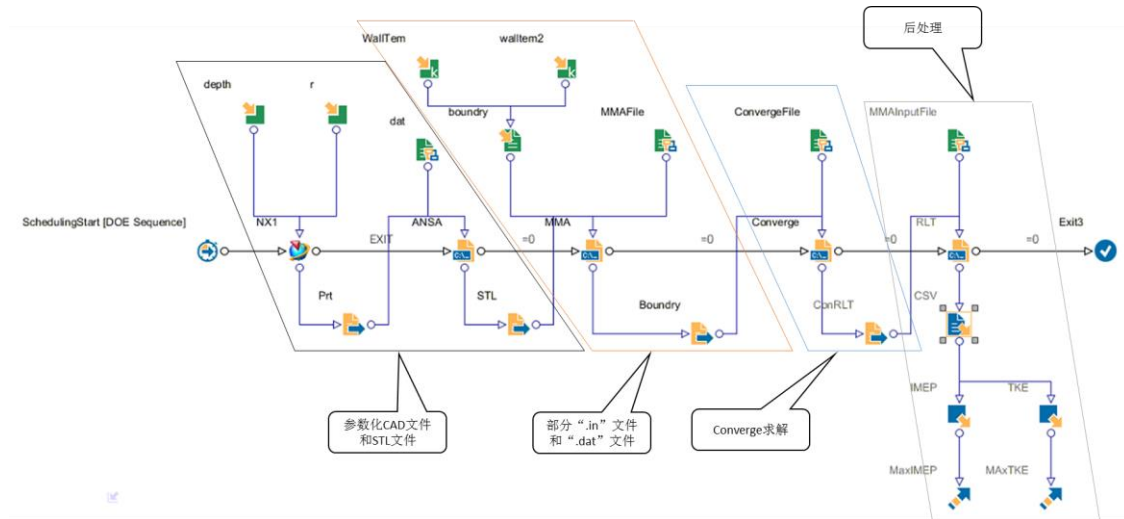 后处理
WallTem
walltem2
depth
r
boundry
MMAFile
ConvergeFile
MMAInputFile
dat
SchedulingStart [DOE Sequence]
NX1
ANSA
MMA
Converge
RLT
Exit3
EXIT
=0
=0
=0
=0
Prt
STL
Boundry
ConRLT
CSV
IMEP
TKE
参数化CAD文件
和STL文件
部分“.in”文件
和“.dat”文件
Converge求解
MaxIMEP
MAxTKE